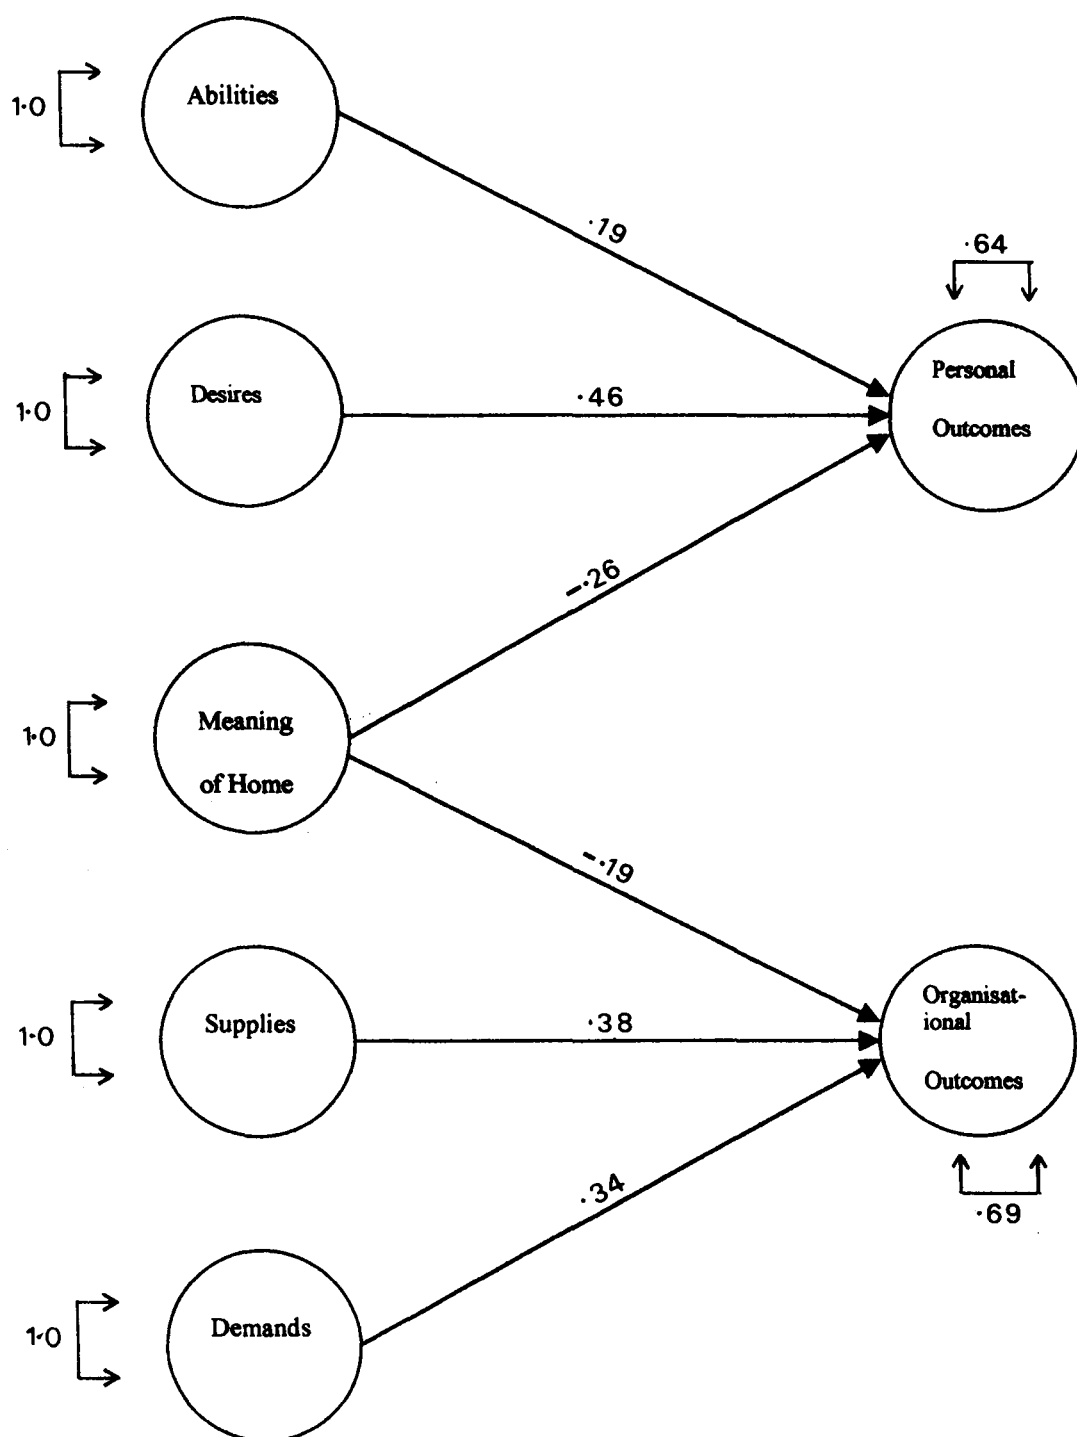 Abilities
1·0
·19
·64
Desires
1·0
·46
Personal
Outcomes
-·26
Meaning
of Home
1·0
-·19
Supplies
1·0
·38
Organisat-
ional
Outcomes
·69
·34
Demands
1·0